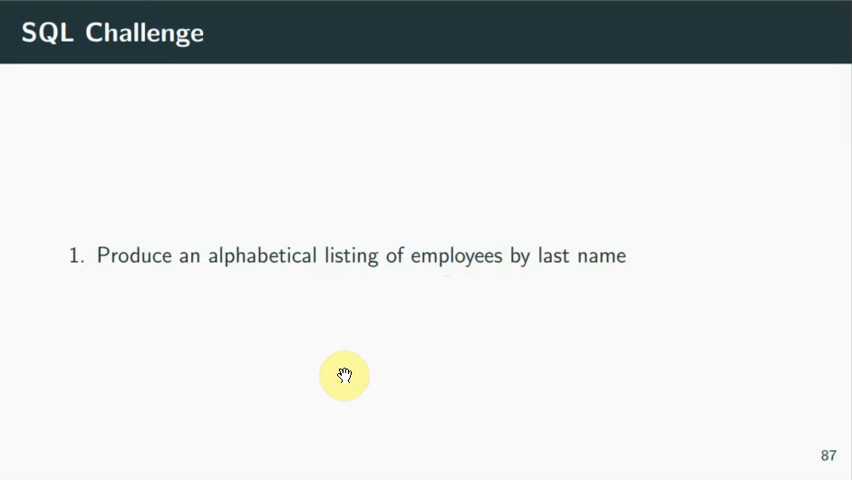 SQL Challenge
1. Produce an alphabetical listing of employees by last name
87